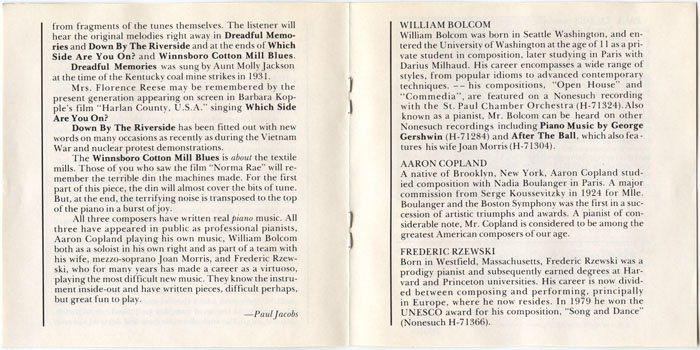 from fragments of the tunes themselves. The listener will
hear the original melodies right away in Dreadful Memo-
ries and Down By The Riverside and at the ends of Which
Side Are You On? and Winnsboro Cotton Mill Blues.
Dreadful Memories was sung by Aunt Molly Jackson
at the time of the Kentucky coal mine strikes in 1931.
Mrs. Florence Reese may be remembered by the
present generation appearing on screen in Barbara Kop-
ple's film "Harlan County, U.S.A." singing Which Side
Are You On?
Down By The Riverside has been fitted out with new
words on many occasions as recently as during the Vietnam
War and nuclear protest demonstrations.
The Winnsboro Cotton Mill Blues is about the textile
mills. Those of you who saw the film "Norma Rae" will re-
member the terrible din the machines made. For the first
part of this piece, the din will almost cover the bits of tune.
But, at the end, the terrifying noise is transposed to the top
of the piano in a burst of joy.
All three composers have written real piano music. All
three have appeared in public as professional pianists,
Aaron Copland playing his own music, William Bolcom
both as a soloist in his own right and as part of a team with
his wife, mezzo-soprano Joan Morris, and Frederic Rzew-
ski, who for many years has made a career as a virtuoso,
playing the most difficult new music. They know the instru-
ment inside-out and have written pieces, difficult perhaps,
but great fun to play.
—Paul Jacobs
WILLIAM BOLCOM
William Bolcom was born in Seattle Washington, and en-
tered the University of Washington at the age of 11 as a pri-
vate student in composition, later studying in Paris with
Darius Milhaud. His career encompasses a wide range of
styles, from popular idioms to advanced contemporary
techniques. -- his compositions, "Open House" and
"Commedia", are featured on a Nonesuch recording
with the St. Paul Chamber Orchestra (H-71324). Also
known as a pianist, Mr. Bolcom can be heard on other
Nonesuch recordings including Piano Music by George
Gershwin (H-71284) and After The Ball, which also fea-
tures his wife Joan Morris (H-71304).
AARON COPLAND
A native of Brooklyn, New York, Aaron Copland stud-
ied composition with Nadia Boulanger in Paris. A major
commission from Serge Koussevitzky in 1924 for Mlle.
Boulanger and the Boston Symphony was the first in a suc-
cession of artistic triumphs and awards. A pianist of con-
siderable note, Mr. Copland is considered to be among the
greatest American composers of our age.
FREDERIC RZEWSKI
Born in Westfield, Massachusetts, Frederic Rzewski was a
prodigy pianist and subsequently earned degrees at Har-
vard and Princeton universities. His career is now divid-
ed between composing and performing, principally
in Europe, where he now resides. In 1979 he won the
UNESCO award for his composition, "Song and Dance"
(Nonesuch H-71366).